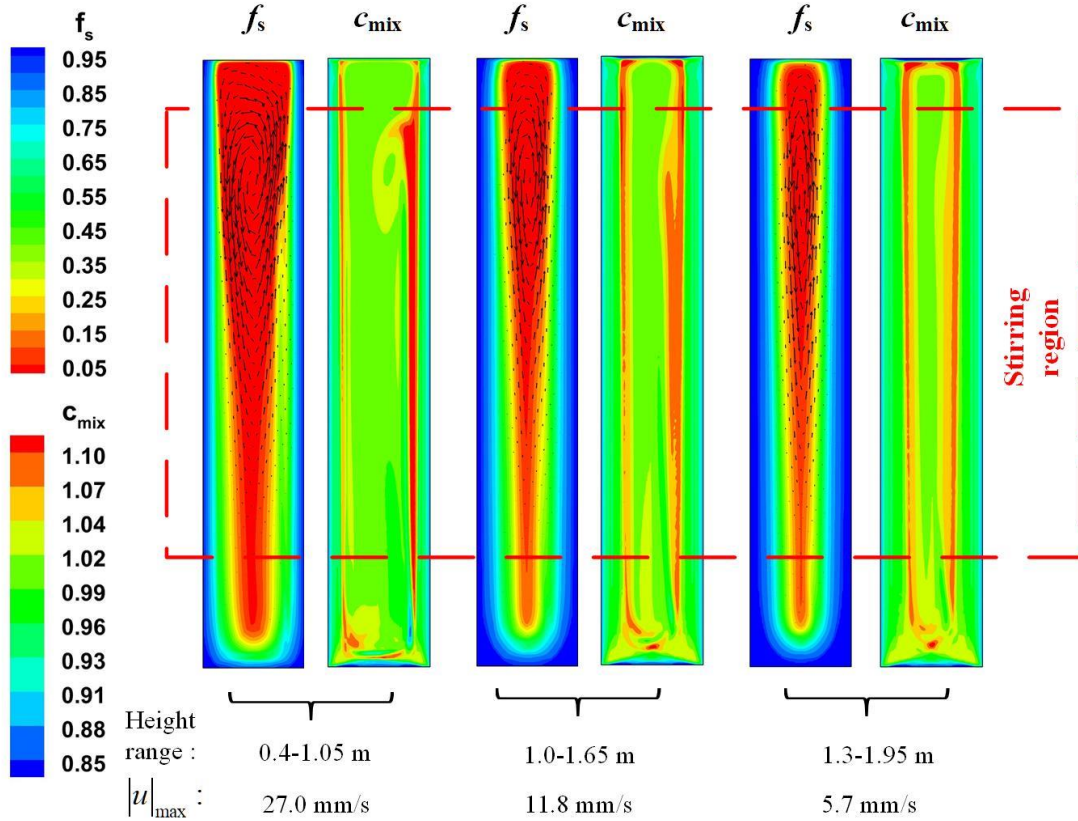 f_s c_mix f_s c_mix f_s c_mix
f_s
0.95
0.85
0.75
0.65
0.55
0.45
0.35
0.25
0.15
0.05
c_mix
1.10
1.07
1.04
1.02
0.99
0.96
0.93
0.91
0.88
0.85
Stirring
region
Height
range : 0.4-1.05 m 1.0-1.65 m 1.3-1.95 m
|u|_max : 27.0 mm/s 11.8 mm/s 5.7 mm/s